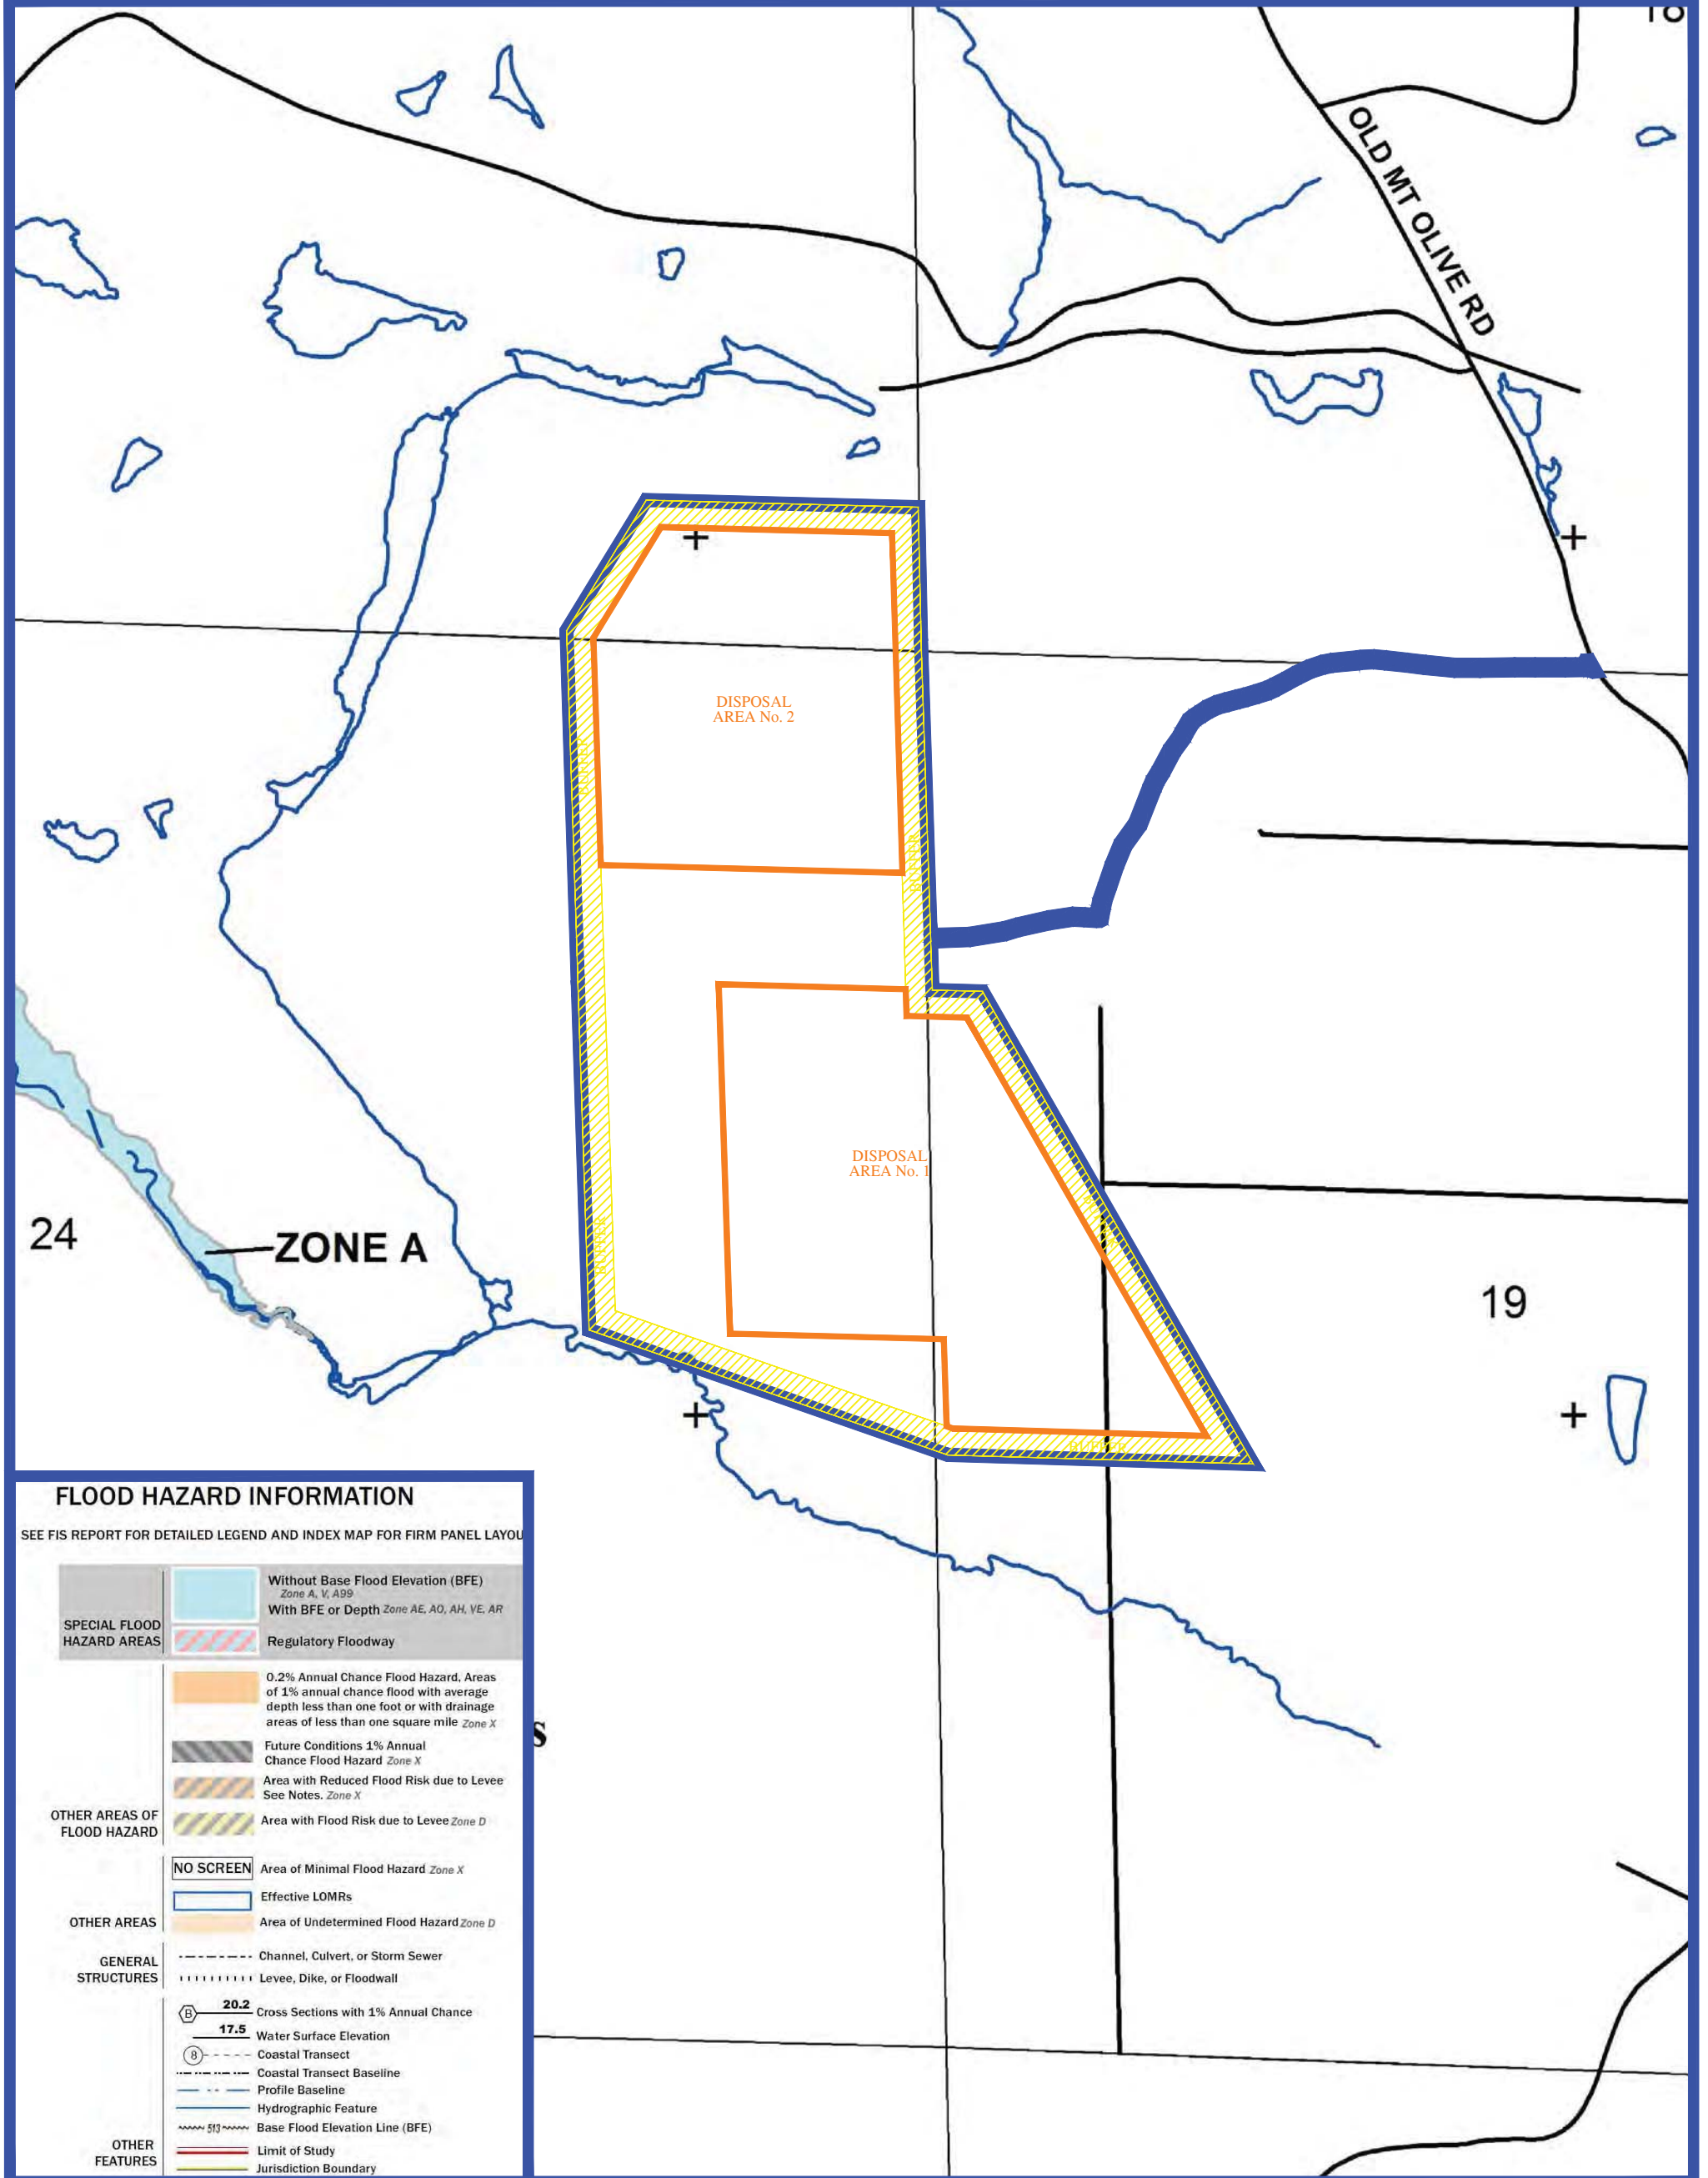 18
OLD MT OLIVE RD
DISPOSAL
AREA No. 2
BUFFER
BUFFER
DISPOSAL
AREA No. 1
BUFFER
BUFFER
24
ZONE A
19
BUFFER
FLOOD HAZARD INFORMATION
SEE FIS REPORT FOR DETAILED LEGEND AND INDEX MAP FOR FIRM PANEL LAYOU
SPECIAL FLOOD
HAZARD AREAS
Without Base Flood Elevation (BFE)
Zone A, V, A99
With BFE or Depth Zone AE, AO, AH, VE, AR
Regulatory Floodway
0.2% Annual Chance Flood Hazard, Areas
of 1% annual chance flood with average
depth less than one foot or with drainage
areas of less than one square mile Zone X
Future Conditions 1% Annual
Chance Flood Hazard Zone X
Area with Reduced Flood Risk due to Levee
See Notes. Zone X
OTHER AREAS OF
FLOOD HAZARD
Area with Flood Risk due to Levee Zone D
NO SCREEN Area of Minimal Flood Hazard Zone X
Effective LOMRs
OTHER AREAS
Area of Undetermined Flood Hazard Zone D
GENERAL
STRUCTURES
Channel, Culvert, or Storm Sewer
Levee, Dike, or Floodwall
B 20.2 Cross Sections with 1% Annual Chance
17.5 Water Surface Elevation
8 Coastal Transect
Coastal Transect Baseline
Profile Baseline
Hydrographic Feature
513 Base Flood Elevation Line (BFE)
OTHER
FEATURES
Limit of Study
Jurisdiction Boundary
s